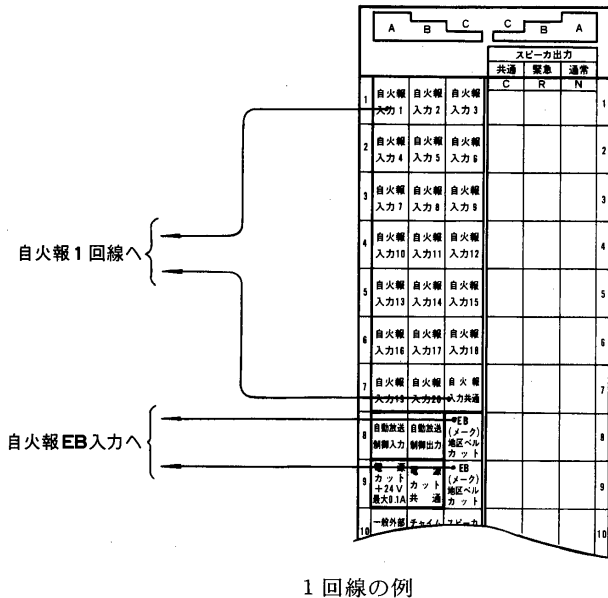 A B C
C B A
スピーカ出力
共通 緊急 通常
C R N
1
自火報 自火報 自火報
入力1 入力2 入力3
1
2
自火報 自火報 自火報
入力4 入力5 入力6
2
3
自火報 自火報 自火報
入力7 入力8 入力9
3
自火報1回線へ
4
自火報 自火報 自火報
入力10 入力11 入力12
4
5
自火報 自火報 自火報
入力13 入力14 入力15
5
6
自火報 自火報 自火報
入力16 入力17 入力18
6
7
自火報 自火報 自火報
入力19 入力20 入力共通
7
自火報EB入力へ
8
自動放送
制御入力
自動放送
制御出力
EB
(メーク)
地区ベル
カット
8
9
電源
カット
+24V
最大0.1A
電源
カット
共通
EB
(メーク)
地区ベル
カット
9
10
一般外部 チャイム スピーカ
10
1回線の例